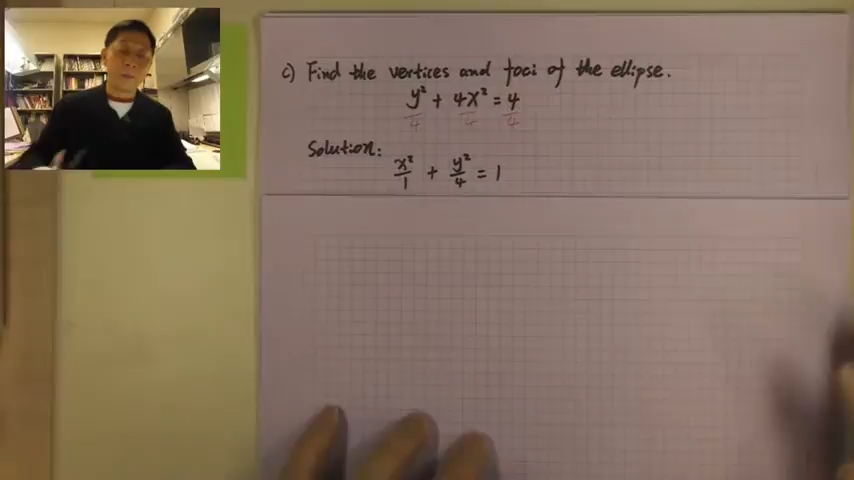 c) Find the vertices and foci of the ellipse.
y²/4 + 4x²/4 = 4/4
Solution:
x²/1 + y²/4 = 1